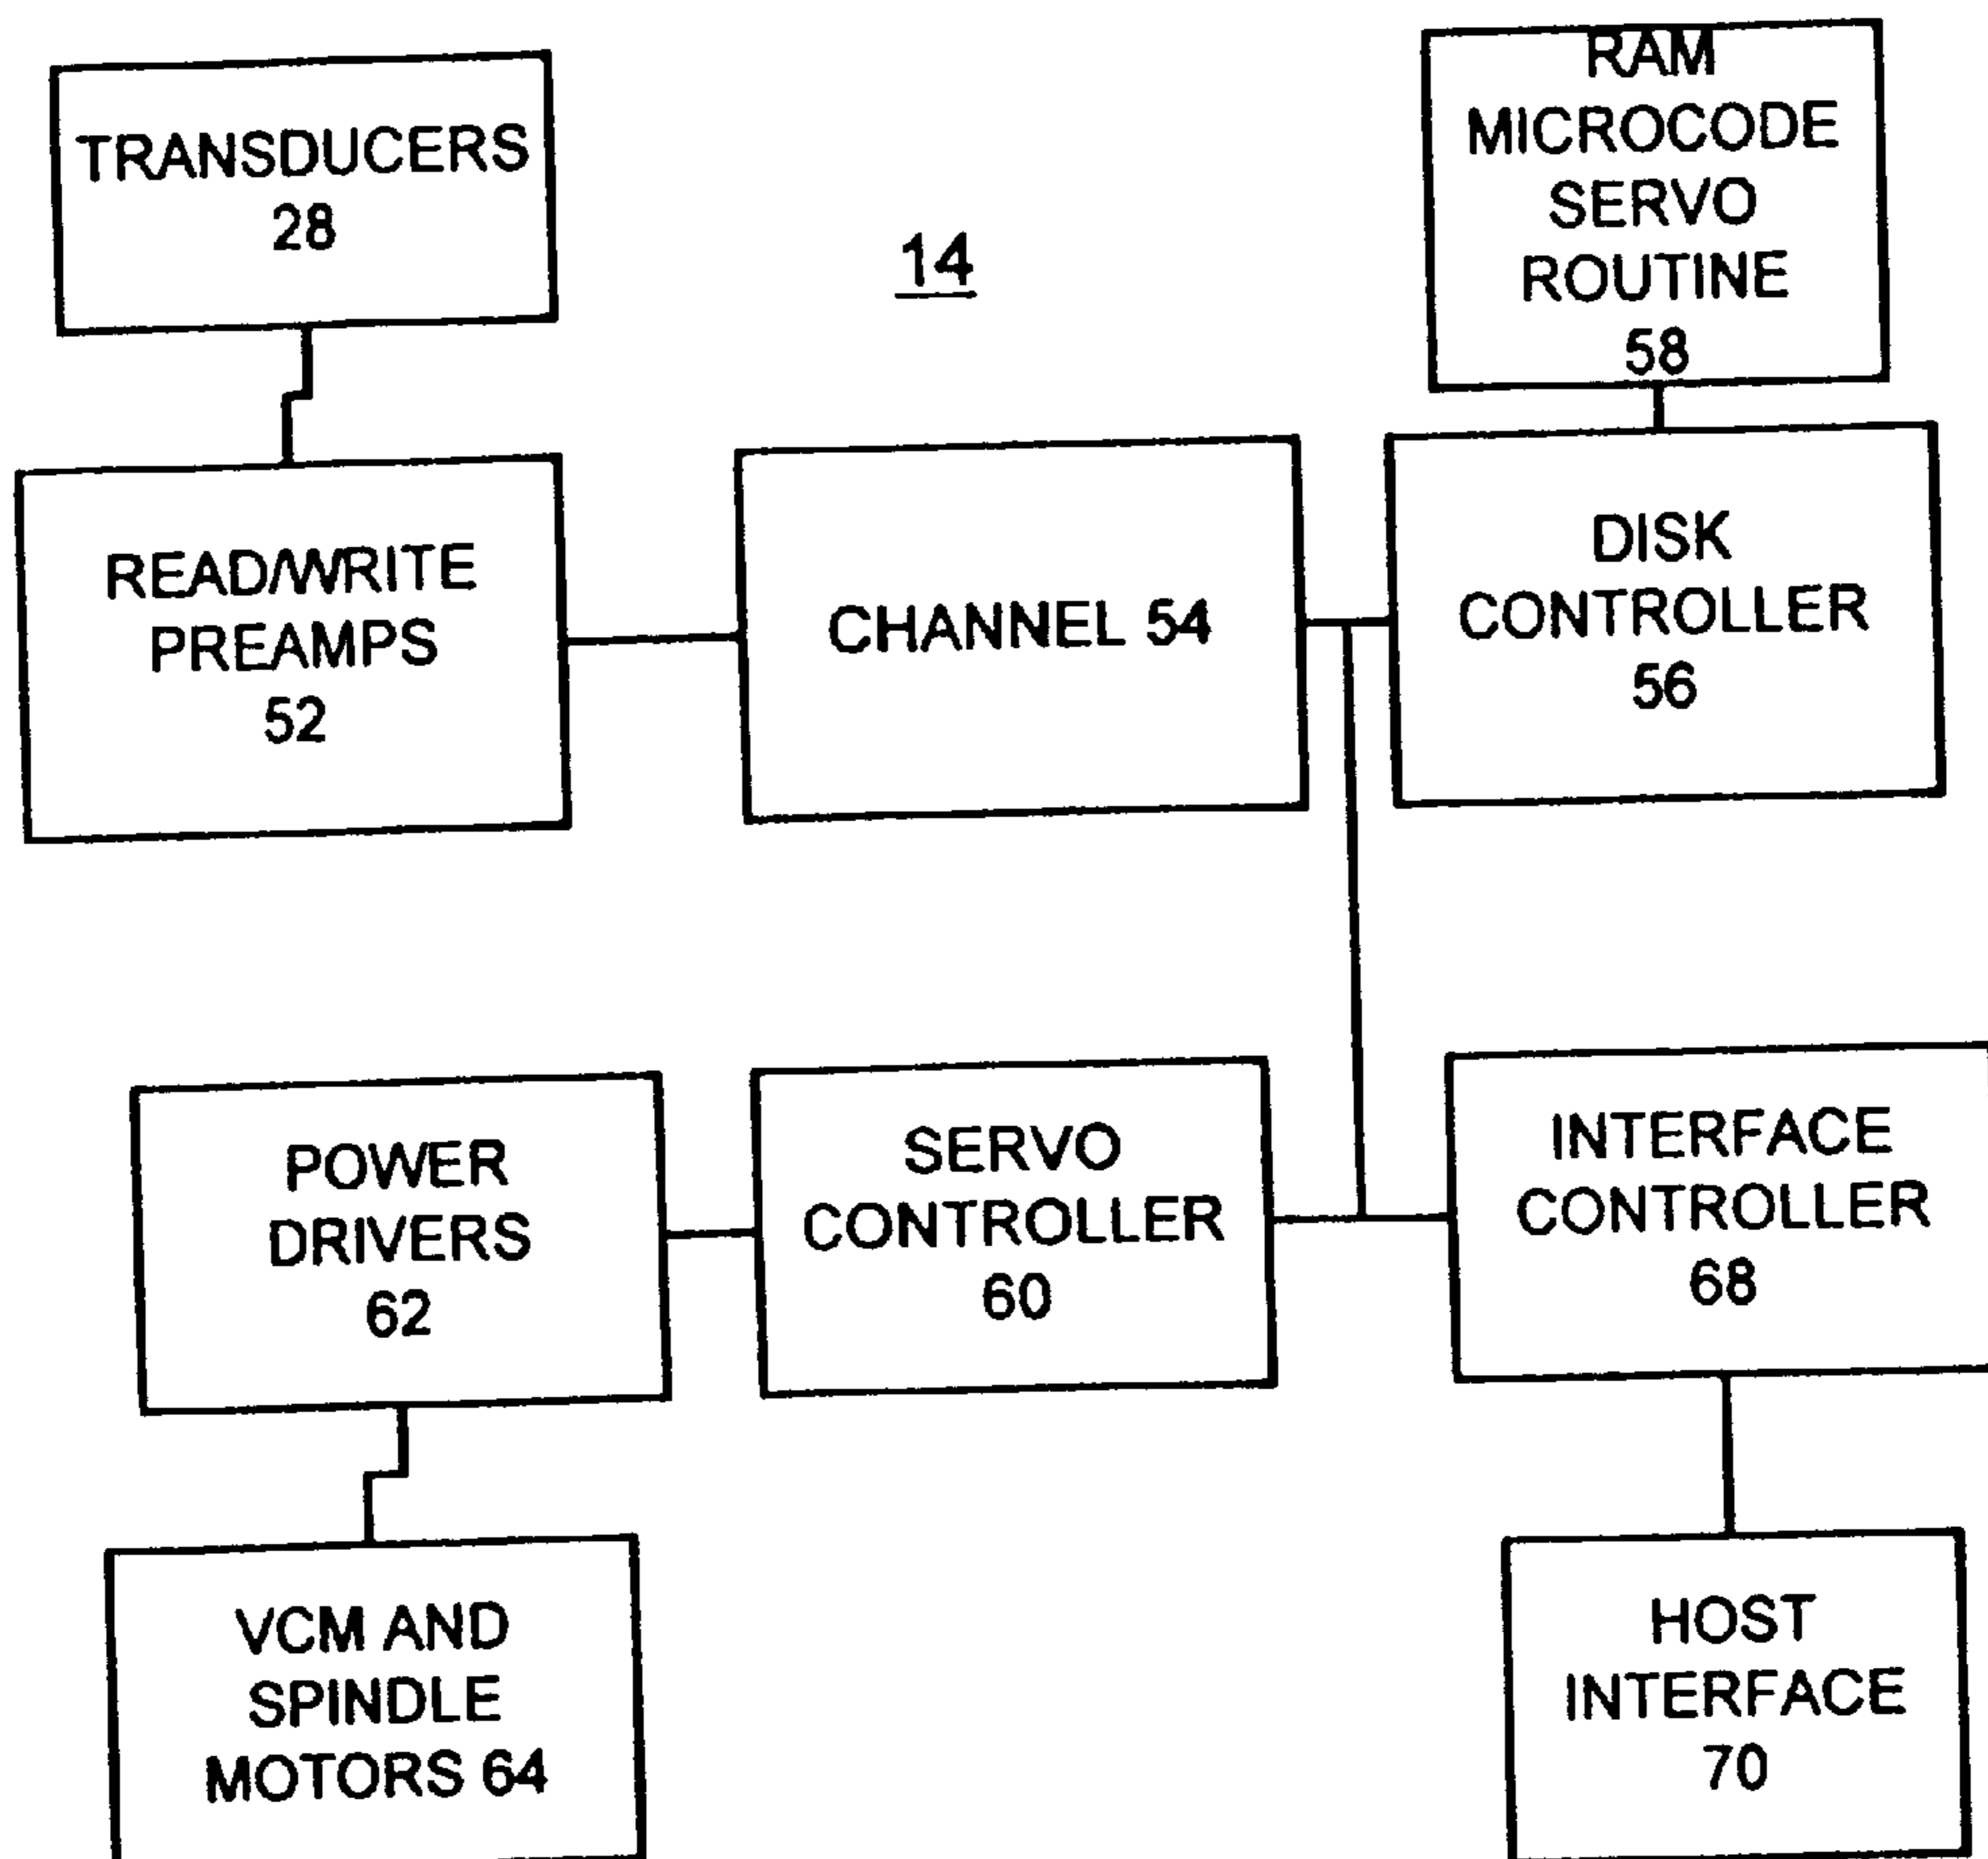 TRANSDUCERS
28
14
RAM
MICROCODE
SERVO
ROUTINE
58
READ/WRITE
PREAMPS
52
CHANNEL 54
DISK
CONTROLLER
56
POWER
DRIVERS
62
SERVO
CONTROLLER
60
INTERFACE
CONTROLLER
68
VCM AND
SPINDLE
MOTORS 64
HOST
INTERFACE
70